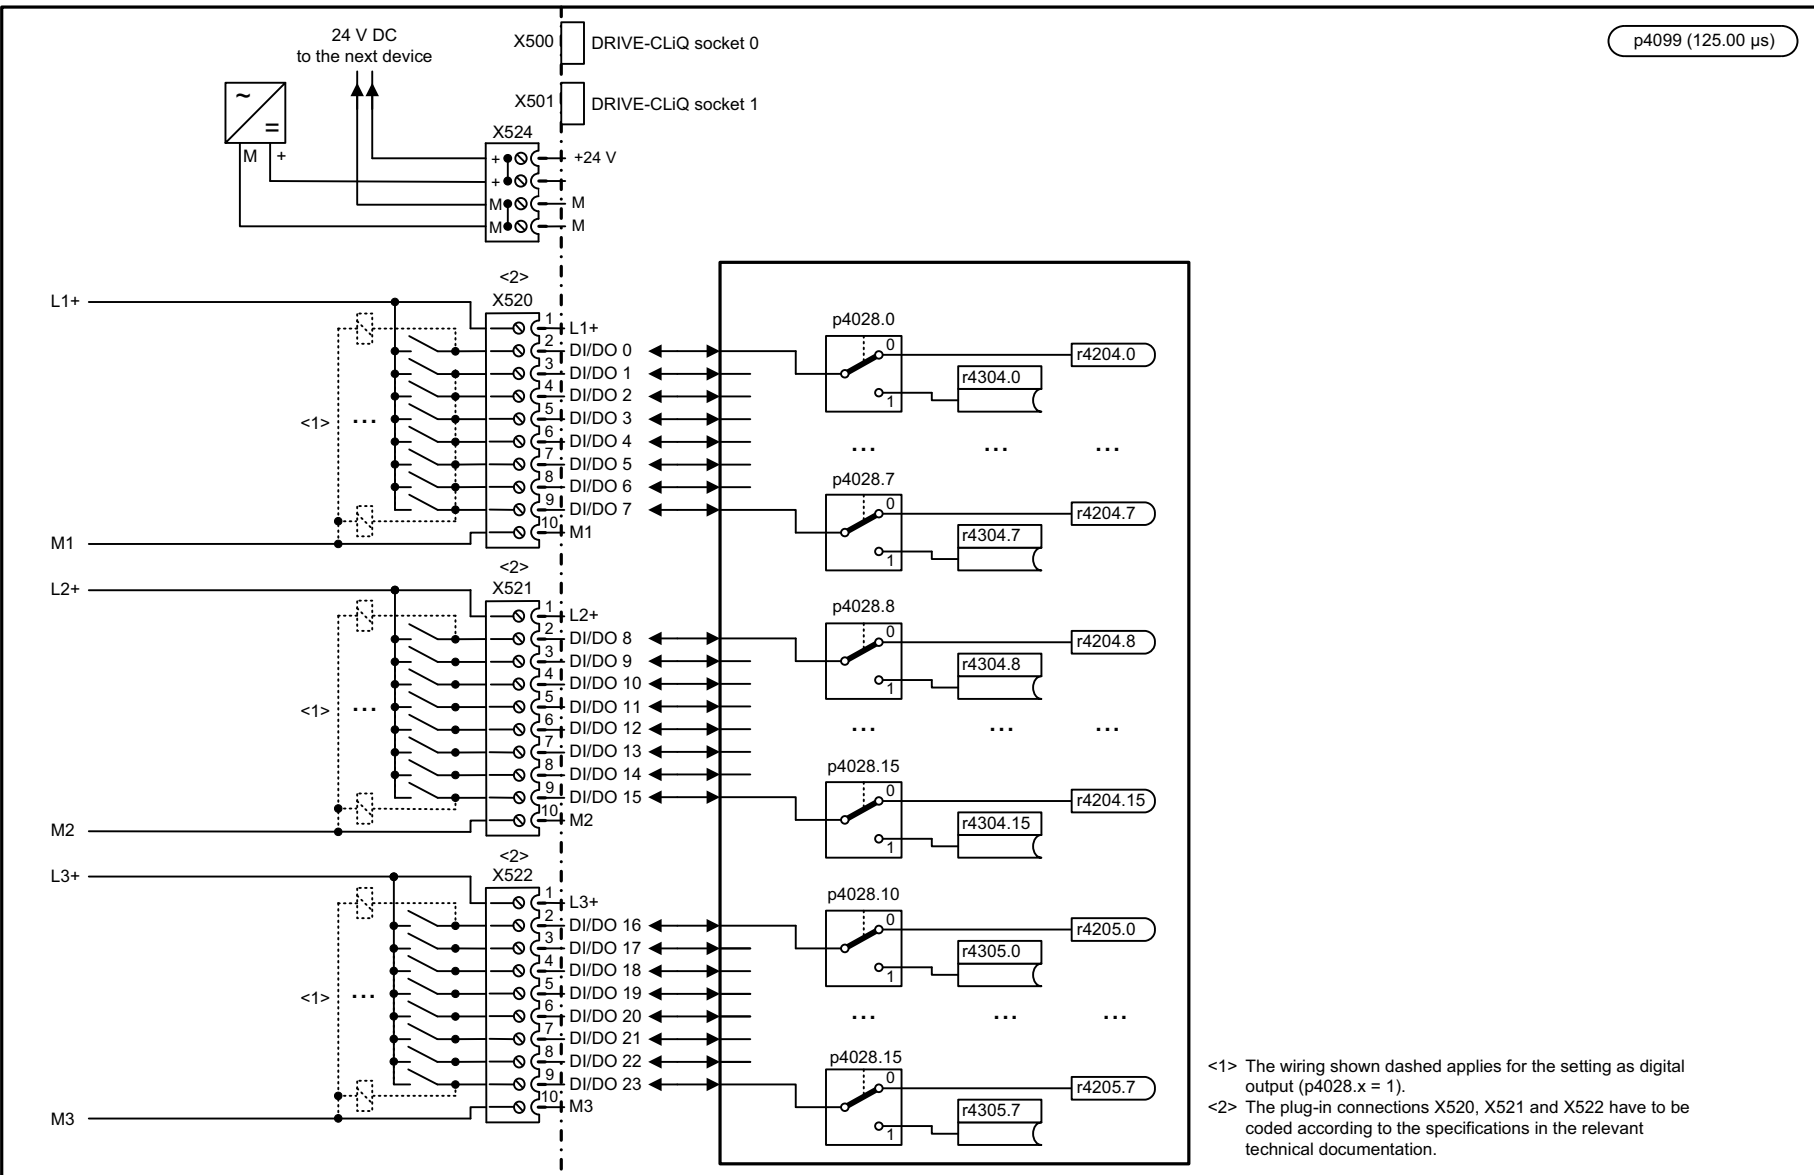 24 V DC
to the next device
X500
DRIVE-CLiQ socket 0
p4099 (125.00 µs)
X501
DRIVE-CLiQ socket 1
~
=
M +
X524
+
+24 V
+
M
M
M
M
<2>
L1+
X520
1
L1+
2
DI/DO 0
3
DI/DO 1
4
DI/DO 2
5
DI/DO 3
6
DI/DO 4
7
DI/DO 5
8
DI/DO 6
9
DI/DO 7
10
M1
<1>
...
M1
p4028.0
0
1
r4204.0
r4304.0
... ... ...
p4028.7
0
1
r4204.7
r4304.7
<2>
L2+
X521
1
L2+
2
DI/DO 8
3
DI/DO 9
4
DI/DO 10
5
DI/DO 11
6
DI/DO 12
7
DI/DO 13
8
DI/DO 14
9
DI/DO 15
10
M2
<1>
...
M2
p4028.8
0
1
r4204.8
r4304.8
... ... ...
p4028.15
0
1
r4204.15
r4304.15
<2>
L3+
X522
1
L3+
2
DI/DO 16
3
DI/DO 17
4
DI/DO 18
5
DI/DO 19
6
DI/DO 20
7
DI/DO 21
8
DI/DO 22
9
DI/DO 23
10
M3
<1>
...
M3
p4028.10
0
1
r4205.0
r4305.0
... ... ...
p4028.15
0
1
r4205.7
r4305.7
<1> The wiring shown dashed applies for the setting as digital
output (p4028.x = 1).
<2> The plug-in connections X520, X521 and X522 have to be
coded according to the specifications in the relevant
technical documentation.